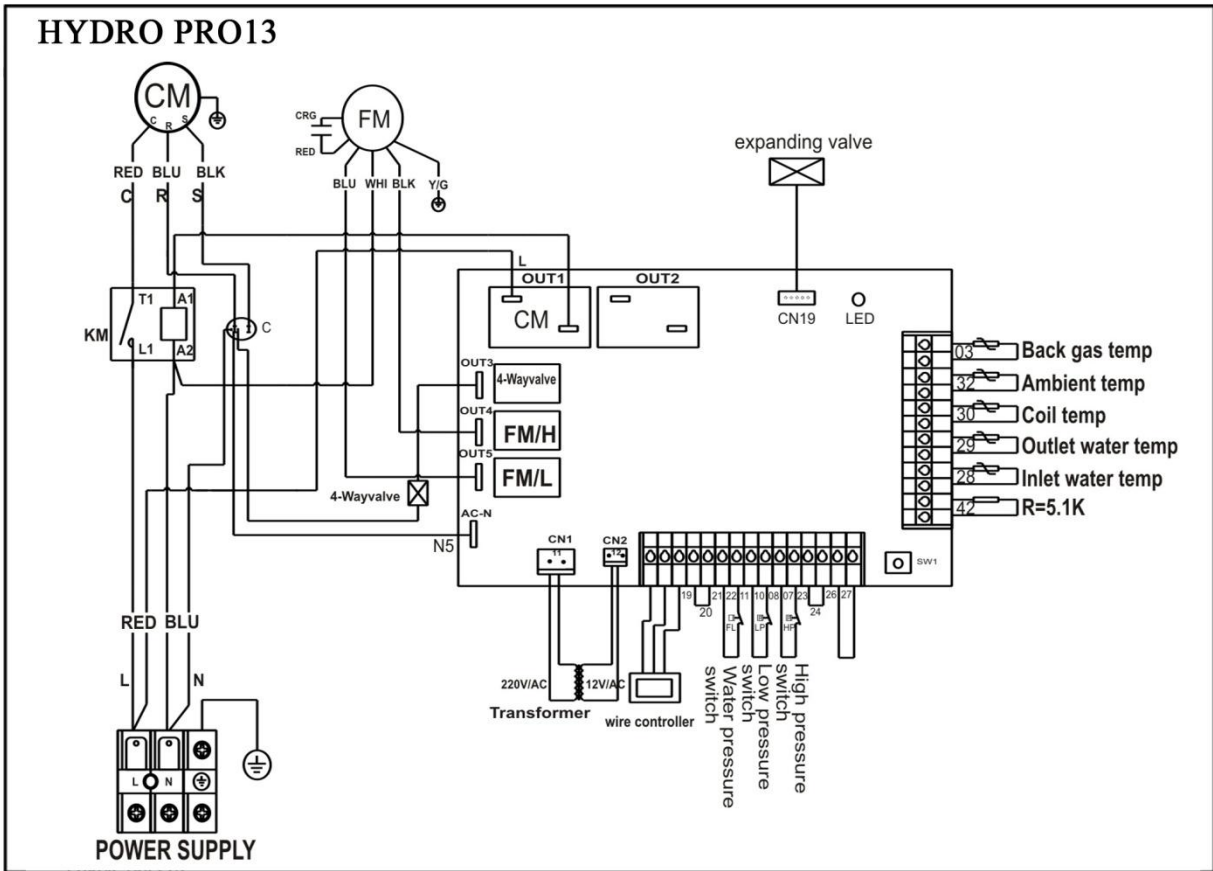 HYDRO PRO13
CM
C R S
RED BLU BLK
C R S
CRG
RED
FM
BLU WHI BLK Y/G
expanding valve
L
OUT1
CM
OUT2
CN19
LED
T1 A1
KM
L1 A2
C
OUT3
4-Wayvalve
OUT4
FM/H
OUT5
FM/L
4-Wayvalve
AC-N
N5
03 Back gas temp
32 Ambient temp
30 Coil temp
29 Outlet water temp
28 Inlet water temp
42 R=5.1K
SW1
CN1
11
CN2
12
19 20 21 22 11 10 08 07 23 24 26 27
FL LP HP
220V/AC 12V/AC
Transformer
wire controller
Water pressure
switch
Low pressure
switch
High pressure
switch
RED BLU
L N
L N
POWER SUPPLY